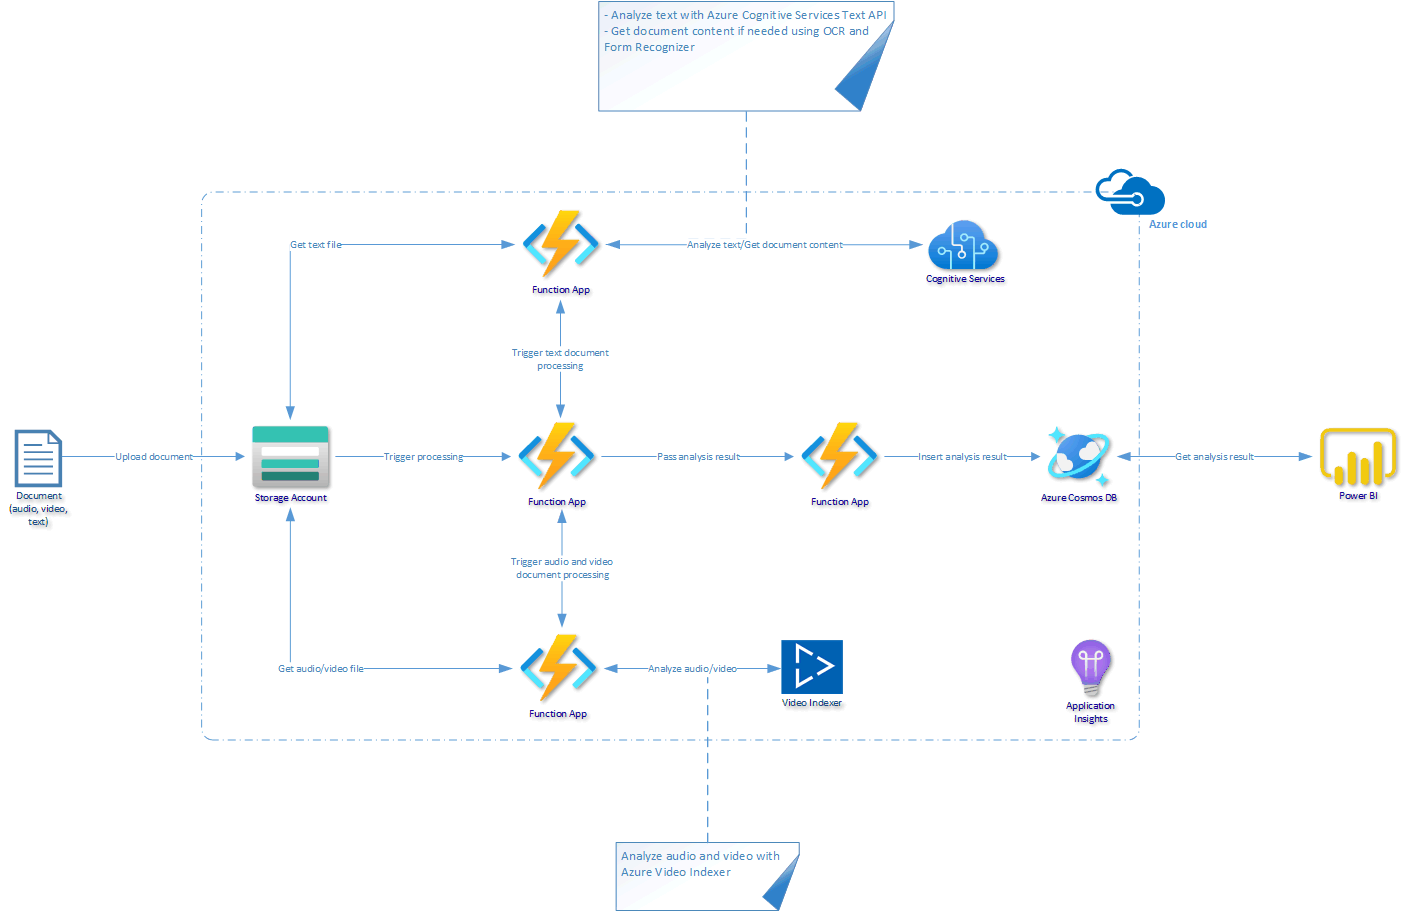 - Analyze text with Azure Cognitive Services Text API
- Get document content if needed using OCR and
Form Recognizer
Azure cloud
Get text file
Analyze text/Get document content
Function App
Cognitive Services
Trigger text document
processing
Upload document
Trigger processing
Pass analysis result
Insert analysis result
Get analysis result
Document
(audio, video,
text)
Storage Account
Function App
Function App
Azure Cosmos DB
Power BI
Trigger audio and video
document processing
Get audio/video file
Analyze audio/video
Function App
Video Indexer
Application
Insights
Analyze audio and video with
Azure Video Indexer